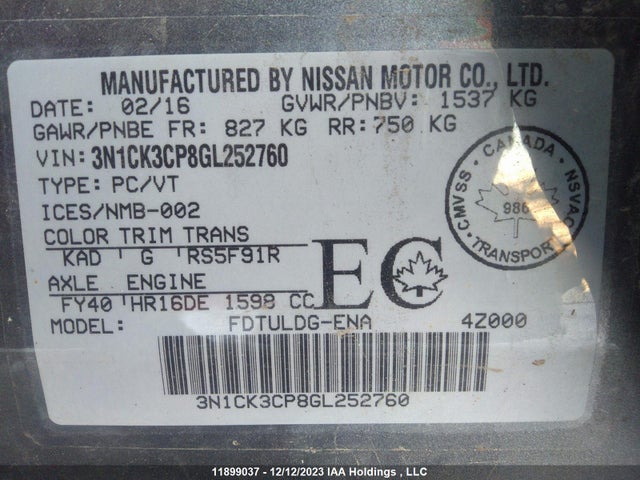 MANUFACTURED BY NISSAN MOTOR CO., LTD.
DATE: 02/16 GVWR/PNBV: 1537 KG
GAWR/PNBE FR: 827 KG RR: 750 KG
VIN: 3N1CK3CP8GL252760
TYPE: PC/VT
ICES/NMB-002
COLOR TRIM TRANS
KAD G RS5F91R
AXLE ENGINE
FY40 HR16DE 1598 CC
EC
MODEL: FDTULDG-ENA 4Z000
3N1CK3CP8GL252760
CANADA
CMVSS · NSVAC
986
TRANSPORT
11899037 - 12/12/2023 IAA Holdings , LLC